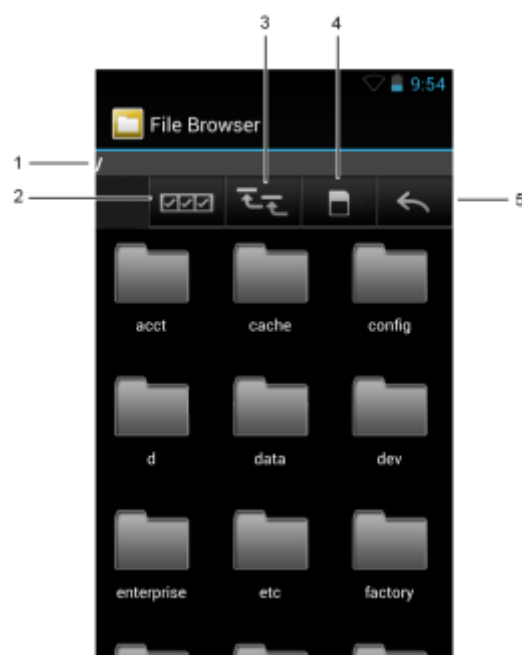 3 4
9:54
File Browser
1 /
2 5
acct cache config
d data dev
enterprise etc factory